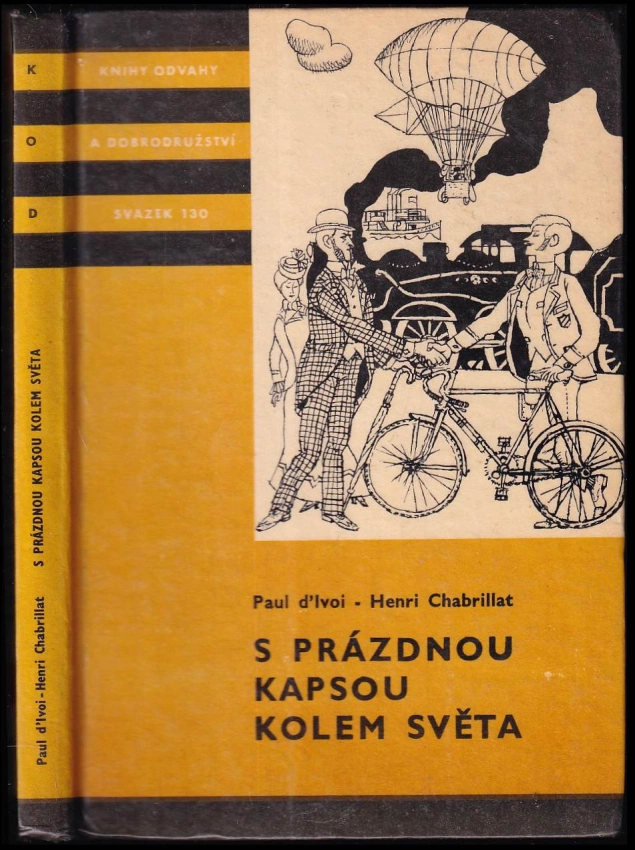 K
O
D
S PRÁZDNOU KAPSOU KOLEM SVĚTA
Paul d'Ivoi - Henri Chabrillat
KNIHY ODVAHY
A DOBRODRUŽSTVÍ
SVAZEK 130
Paul d'Ivoi - Henri Chabrillat
S PRÁZDNOU
KAPSOU
KOLEM SVĚTA